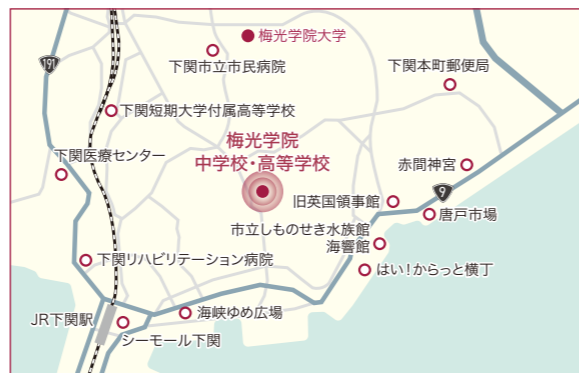 梅光学院大学
191
下関市立市民病院
下関本町郵便局
下関短期大学付属高等学校
梅光学院
中学校・高等学校
下関医療センター
赤間神宮
9
旧英国領事館
唐戸市場
市立しものせき水族館
海響館
下関リハビリテーション病院
はい!からっと横丁
海峡ゆめ広場
JR下関駅
シーモール下関